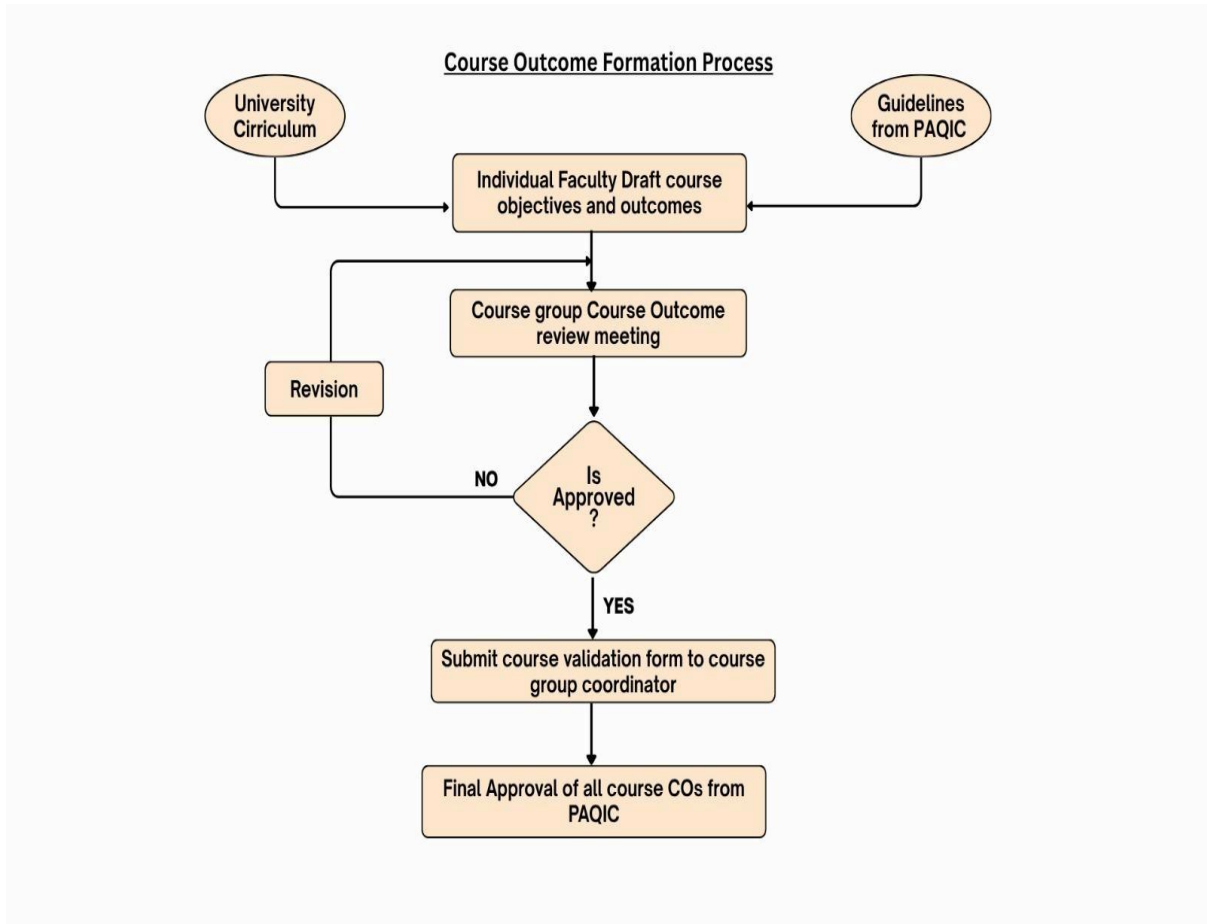 Course Outcome Formation Process
University
Cirriculum
Guidelines
from PAQIC
Individual Faculty Draft course
objectives and outcomes
Course group Course Outcome
review meeting
Revision
NO
Is
Approved
?
YES
Submit course validation form to course
group coordinator
Final Approval of all course COs from
PAQIC